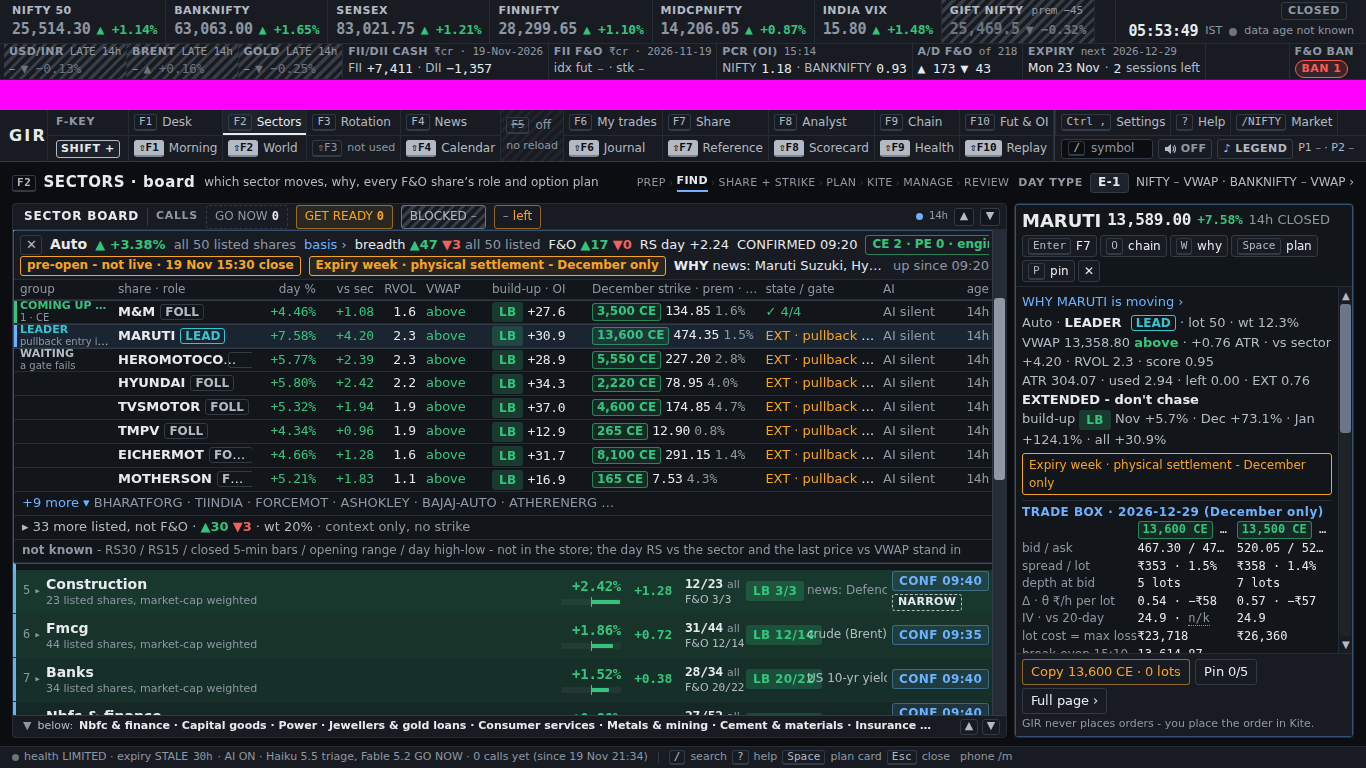 NIFTY 50 BANKNIFTY SENSEX FINNIFTY MIDCPNIFTY INDIA VIX GIFT NIFTY prem −45 CLOSED
25,514.30 ▲ +1.14% 63,063.00 ▲ +1.65% 83,021.75 ▲ +1.21% 28,299.65 ▲ +1.10% 14,206.05 ▲ +0.87% 15.80 ▲ +1.48% 25,469.5 ▼ −0.32% 05:53:49 IST data age not known
USD/INR LATE 14h BRENT LATE 14h GOLD LATE 14h FII/DII CASH ₹cr · 19-Nov-2026 FII F&O ₹cr · 2026-11-19 PCR (OI) 15:14 A/D F&O of 218 EXPIRY next 2026-12-29 F&O BAN
– ▼ −0.13% – ▲ +0.16% – ▼ −0.25% FII +7,411 · DII −1,357 idx fut – · stk – NIFTY 1.18 · BANKNIFTY 0.93 ▲ 173 ▼ 43 Mon 23 Nov · 2 sessions left BAN 1
GIR F-KEY F1 Desk F2 Sectors F3 Rotation F4 News F5 off F6 My trades F7 Share F8 Analyst F9 Chain F10 Fut & OI Ctrl , Settings ? Help /NIFTY Market
SHIFT + ⇧F1 Morning ⇧F2 World ⇧F3 not used ⇧F4 Calendar no reload ⇧F6 Journal ⇧F7 Reference ⇧F8 Scorecard ⇧F9 Health ⇧F10 Replay / symbol OFF ♪ LEGEND P1 – · P2 –
F2 SECTORS · board which sector moves, why, every F&O share's role and option plan PREP › FIND › SHARE + STRIKE › PLAN › KITE › MANAGE › REVIEW DAY TYPE E-1 NIFTY – VWAP · BANKNIFTY – VWAP ›
SECTOR BOARD CALLS GO NOW 0 GET READY 0 BLOCKED – – left 14h ▲ ▼
✕ Auto ▲ +3.38% all 50 listed shares basis › breadth ▲47 ▼3 all 50 listed F&O ▲17 ▼0 RS day +2.24 CONFIRMED 09:20 CE 2 · PE 0 · engin
pre-open - not live · 19 Nov 15:30 close Expiry week · physical settlement - December only WHY news: Maruti Suzuki, Hy… up since 09:20
group share · role day % vs sec RVOL VWAP build-up · OI December strike · prem · … state / gate AI age
COMING UP … 1 · CE M&M FOLL +4.46% +1.08 1.6 above LB +27.6 3,500 CE 134.85 1.6% ✓ 4/4 14h
LEADER pullback entry i… MARUTI LEAD +7.58% +4.20 2.3 above LB +30.9 13,600 CE 474.35 1.5% EXT · pullback … AI silent 14h
WAITING a gate fails HEROMOTOCO… +5.77% +2.39 2.3 above LB +28.9 5,550 CE 227.20 2.8% EXT · pullback … AI silent 14h
HYUNDAI FOLL +5.80% +2.42 2.2 above LB +34.3 2,220 CE 78.95 4.0% EXT · pullback … AI silent 14h
TVSMOTOR FOLL +5.32% +1.94 1.9 above LB +37.0 4,600 CE 174.85 4.7% EXT · pullback … AI silent 14h
TMPV FOLL +4.34% +0.96 1.9 above LB +12.9 265 CE 12.90 0.8% EXT · pullback … AI silent 14h
EICHERMOT FO… +4.66% +1.28 1.6 above LB +31.7 8,100 CE 291.15 1.4% EXT · pullback … AI silent 14h
MOTHERSON F… +5.21% +1.83 1.1 above LB +16.9 165 CE 7.53 4.3% EXT · pullback … AI silent 14h
+9 more ▾ BHARATFORG · TIINDIA · FORCEMOT · ASHOKLEY · BAJAJ-AUTO · ATHERENERG …
▸ 33 more listed, not F&O · ▲30 ▼3 · wt 20% · context only, no strike
not known - RS30 / RS15 / closed 5-min bars / opening range / day high-low - not in the store; the day RS vs the sector and the last price vs VWAP stand in
5 ▸ Construction +2.42% +1.28 12/23 all LB 3/3 news: Defenc CONF 09:40
23 listed shares, market-cap weighted F&O 3/3 NARROW
6 ▸ Fmcg +1.86% +0.72 31/44 all LB 12/14 crude (Brent) CONF 09:35
44 listed shares, market-cap weighted F&O 12/14
7 ▸ Banks +1.52% +0.38 28/34 all LB 20/22 US 10-yr yield CONF 09:40
34 listed shares, market-cap weighted F&O 20/22
CONF 09:40
▼ below: Nbfc & finance · Capital goods · Power · Jewellers & gold loans · Consumer services · Metals & mining · Cement & materials · Insurance … ▲ ▼
MARUTI 13,589.00 +7.58% 14h CLOSED
Enter F7 O chain W why Space plan
P pin ✕
WHY MARUTI is moving ›
Auto · LEADER LEAD · lot 50 · wt 12.3%
VWAP 13,358.80 above · +0.76 ATR · vs sector
+4.20 · RVOL 2.3 · score 0.95
ATR 304.07 · used 2.94 · left 0.00 · EXT 0.76
EXTENDED - don't chase
build-up LB Nov +5.7% · Dec +73.1% · Jan
+124.1% · all +30.9%
Expiry week · physical settlement - December
only
TRADE BOX · 2026-12-29 (December only)
13,600 CE … 13,500 CE …
bid / ask 467.30 / 47… 520.05 / 52…
spread / lot ₹353 · 1.5% ₹358 · 1.4%
depth at bid 5 lots 7 lots
Δ · θ ₹/h per lot 0.54 · −₹58 0.57 · −₹57
IV · vs 20-day 24.9 · n/k 24.9
lot cost = max loss ₹23,718 ₹26,360
Copy 13,600 CE · 0 lots Pin 0/5
Full page ›
GIR never places orders - you place the order in Kite.
health LIMITED · expiry STALE 30h · AI ON · Haiku 5.5 triage, Fable 5.2 GO NOW · 0 calls yet (since 19 Nov 21:34) / search ? help Space plan card Esc close phone /m